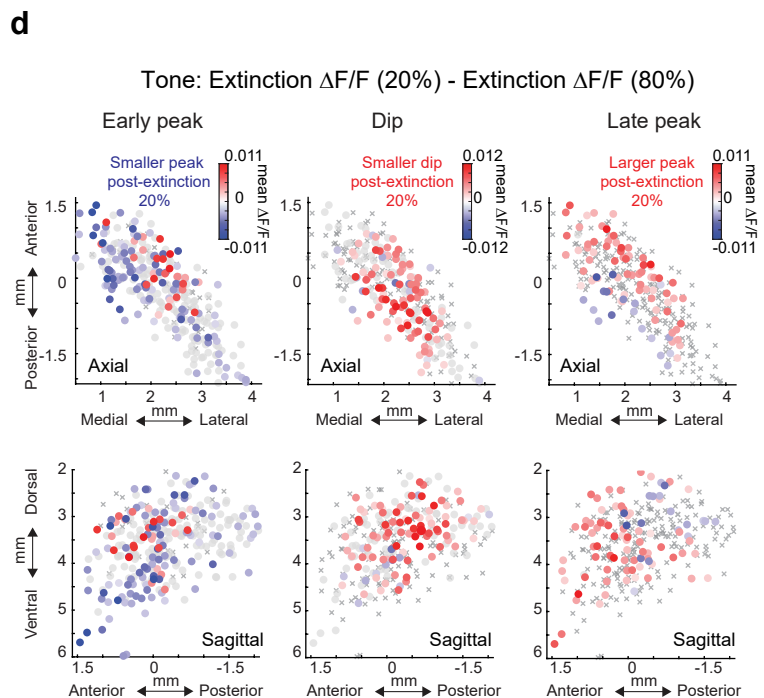 d
Tone: Extinction ΔF/F (20%) - Extinction ΔF/F (80%)
Early peak
Dip
Late peak
Smaller peak
post-extinction
20%
0.011
0
-0.011
mean ΔF/F
Smaller dip
post-extinction
20%
0.012
0
-0.012
mean ΔF/F
Larger peak
post-extinction
20%
0.011
0
-0.011
mean ΔF/F
Anterior
mm
Posterior
1.5
0
-1.5
Axial
1 2 3 4
Medial mm Lateral
1.5
0
-1.5
Axial
1 2 3 4
Medial mm Lateral
1.5
0
-1.5
Axial
1 2 3 4
Medial mm Lateral
Dorsal
mm
Ventral
2
3
4
5
6
Sagittal
1.5 0 -1.5
mm
Anterior Posterior
2
3
4
5
6
Sagittal
1.5 0 -1.5
mm
Anterior Posterior
2
3
4
5
6
Sagittal
1.5 0 -1.5
mm
Anterior Posterior